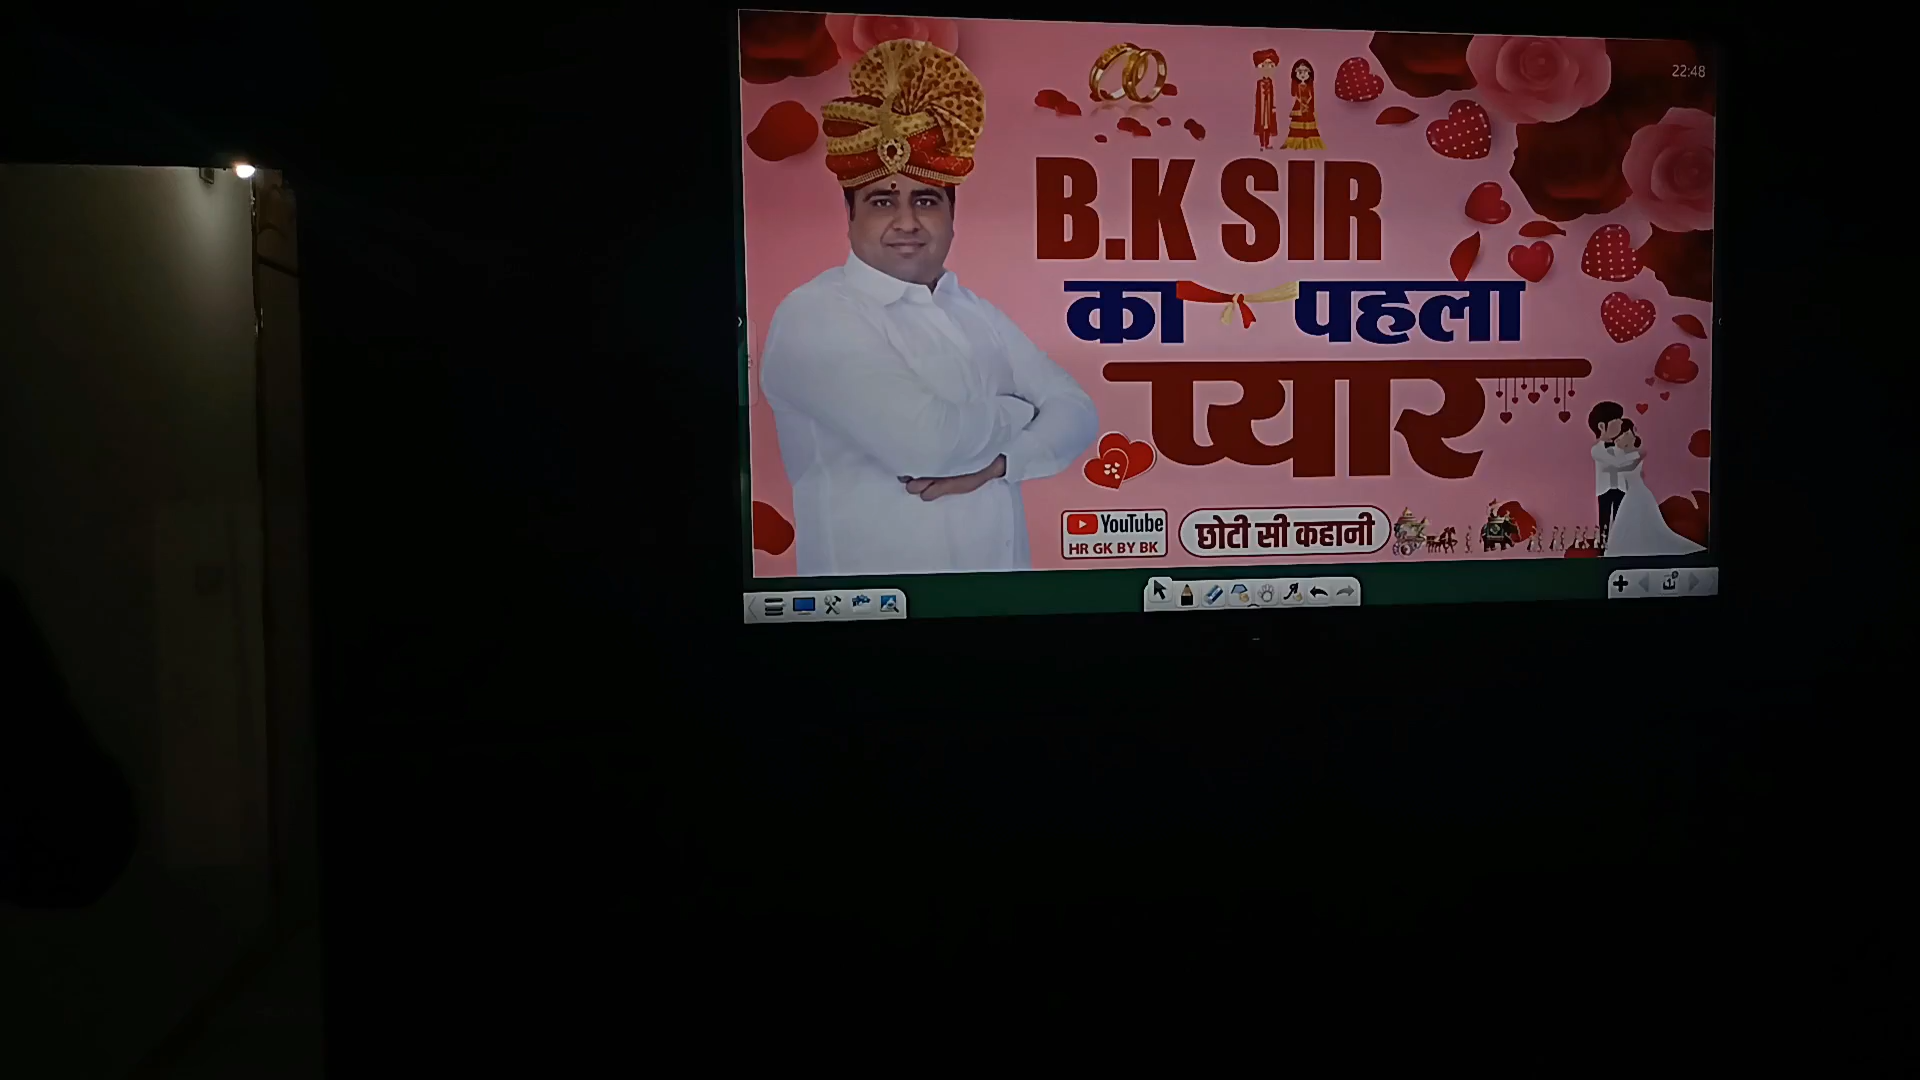 22:48
B.K SIR
का पहला
प्यार
YouTube
HR GK BY BK
छोटी सी कहानी